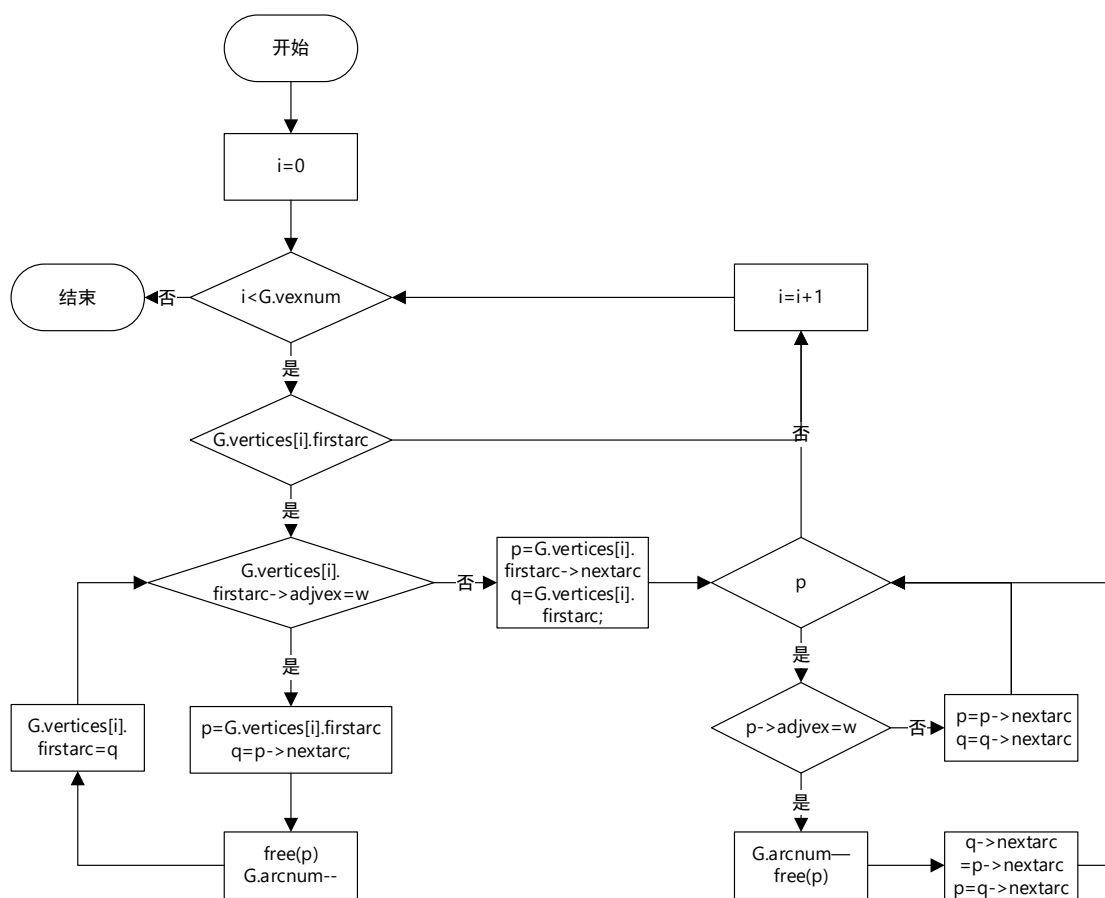 开始
i=0
结束
否
i<G.vexnum
i=i+1
是
G.vertices[i].firstarc
否
是
G.vertices[i].
firstarc->adjvex=w
否
p=G.vertices[i].
firstarc->nextarc
q=G.vertices[i].
firstarc;
p
是
是
G.vertices[i].
firstarc=q
p=G.vertices[i].firstarc
q=p->nextarc;
p->adjvex=w
否
p=p->nextarc
q=q->nextarc
是
free(p)
G.arcnum--
G.arcnum—
free(p)
q->nextarc
=p->nextarc
p=q->nextarc